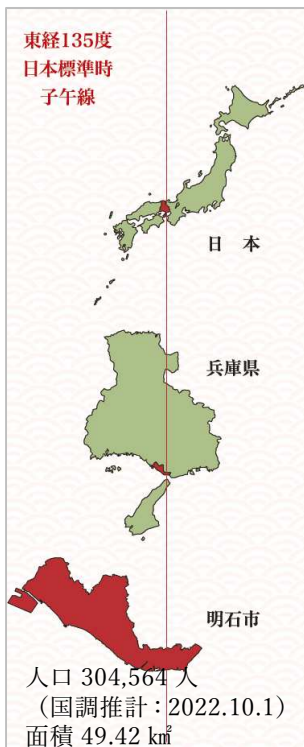 東経135度
日本標準時
子午線
日 本
兵庫県
明石市
人口 304,564 人
（国調推計：2022.10.1）
面積 49.42 ㎢